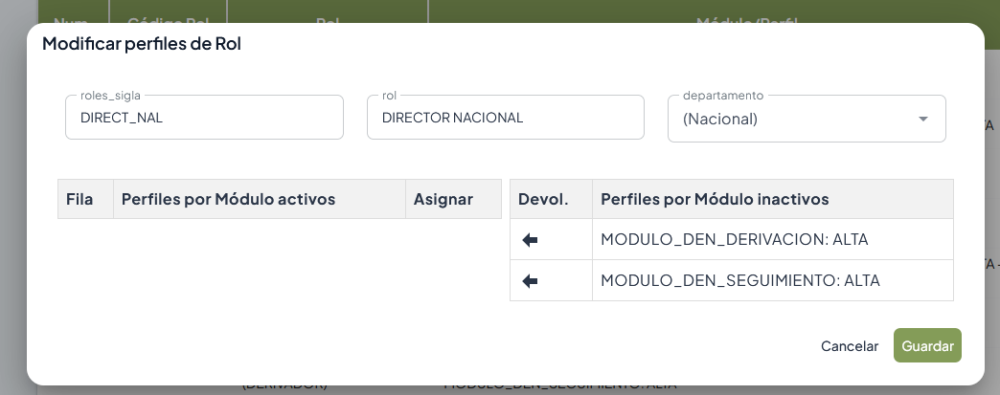 Modificar perfiles de Rol
roles_sigla
DIRECT_NAL
rol
DIRECTOR NACIONAL
departamento
(Nacional)
Fila
Perfiles por Módulo activos
Asignar
Devol.
Perfiles por Módulo inactivos
MODULO_DEN_DERIVACION: ALTA
MODULO_DEN_SEGUIMIENTO: ALTA
Cancelar
Guardar